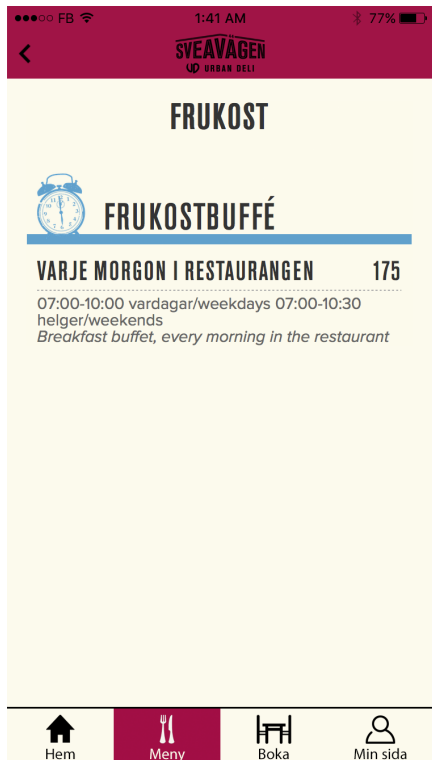 FB 1:41 AM 77%
SVEAVÄGEN
UD URBAN DELI
FRUKOST
FRUKOSTBUFFÉ
VARJE MORGON I RESTAURANGEN 175
07:00-10:00 vardagar/weekdays 07:00-10:30
helger/weekends
Breakfast buffet, every morning in the restaurant
Hem Meny Boka Min sida